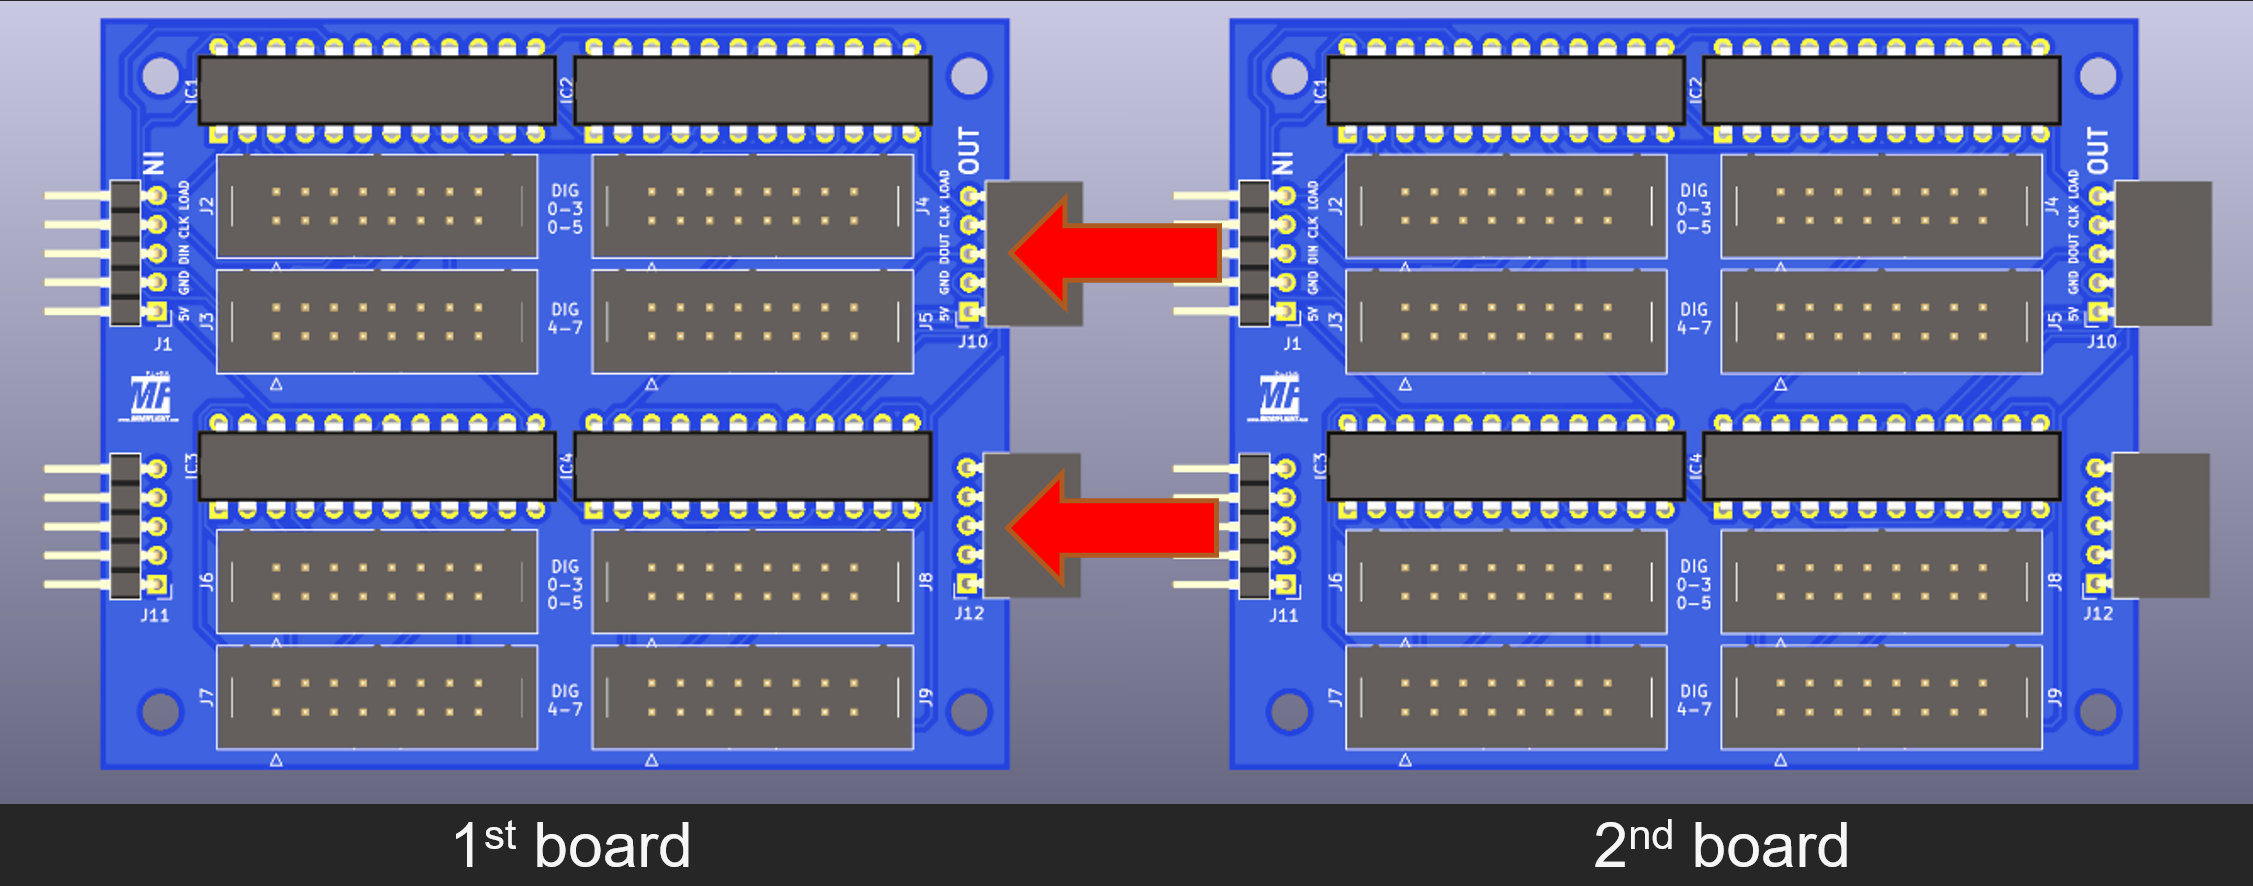 IC1
IC2
IN
OUT
LOAD
CLK
DIN
GND
5V
J1
J2
DIG
0-3
0-5
J4
LOAD
CLK
DOUT
GND
5V
J10
J3
DIG
4-7
J5
MF
IC3
IC4
J11
J6
DIG
0-3
0-5
J8
J12
J7
DIG
4-7
J9
IC1
IC2
IN
OUT
LOAD
CLK
DIN
GND
5V
J1
J2
DIG
0-3
0-5
J4
LOAD
CLK
DOUT
GND
5V
J10
J3
DIG
4-7
J5
MF
IC3
IC4
J11
J6
DIG
0-3
0-5
J8
J12
J7
DIG
4-7
J9
1st board
2nd board